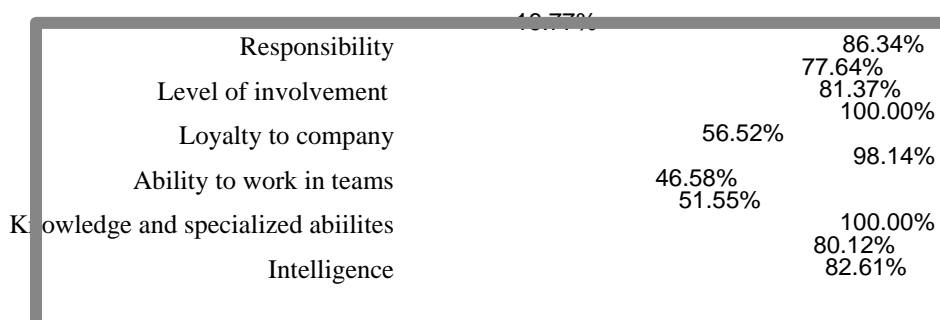 Responsibility 86.34%
77.64%
Level of involvement 81.37%
100.00%
Loyalty to company 56.52%
98.14%
Ability to work in teams 46.58%
51.55%
Knowledge and specialized abiilites 100.00%
80.12%
Intelligence 82.61%